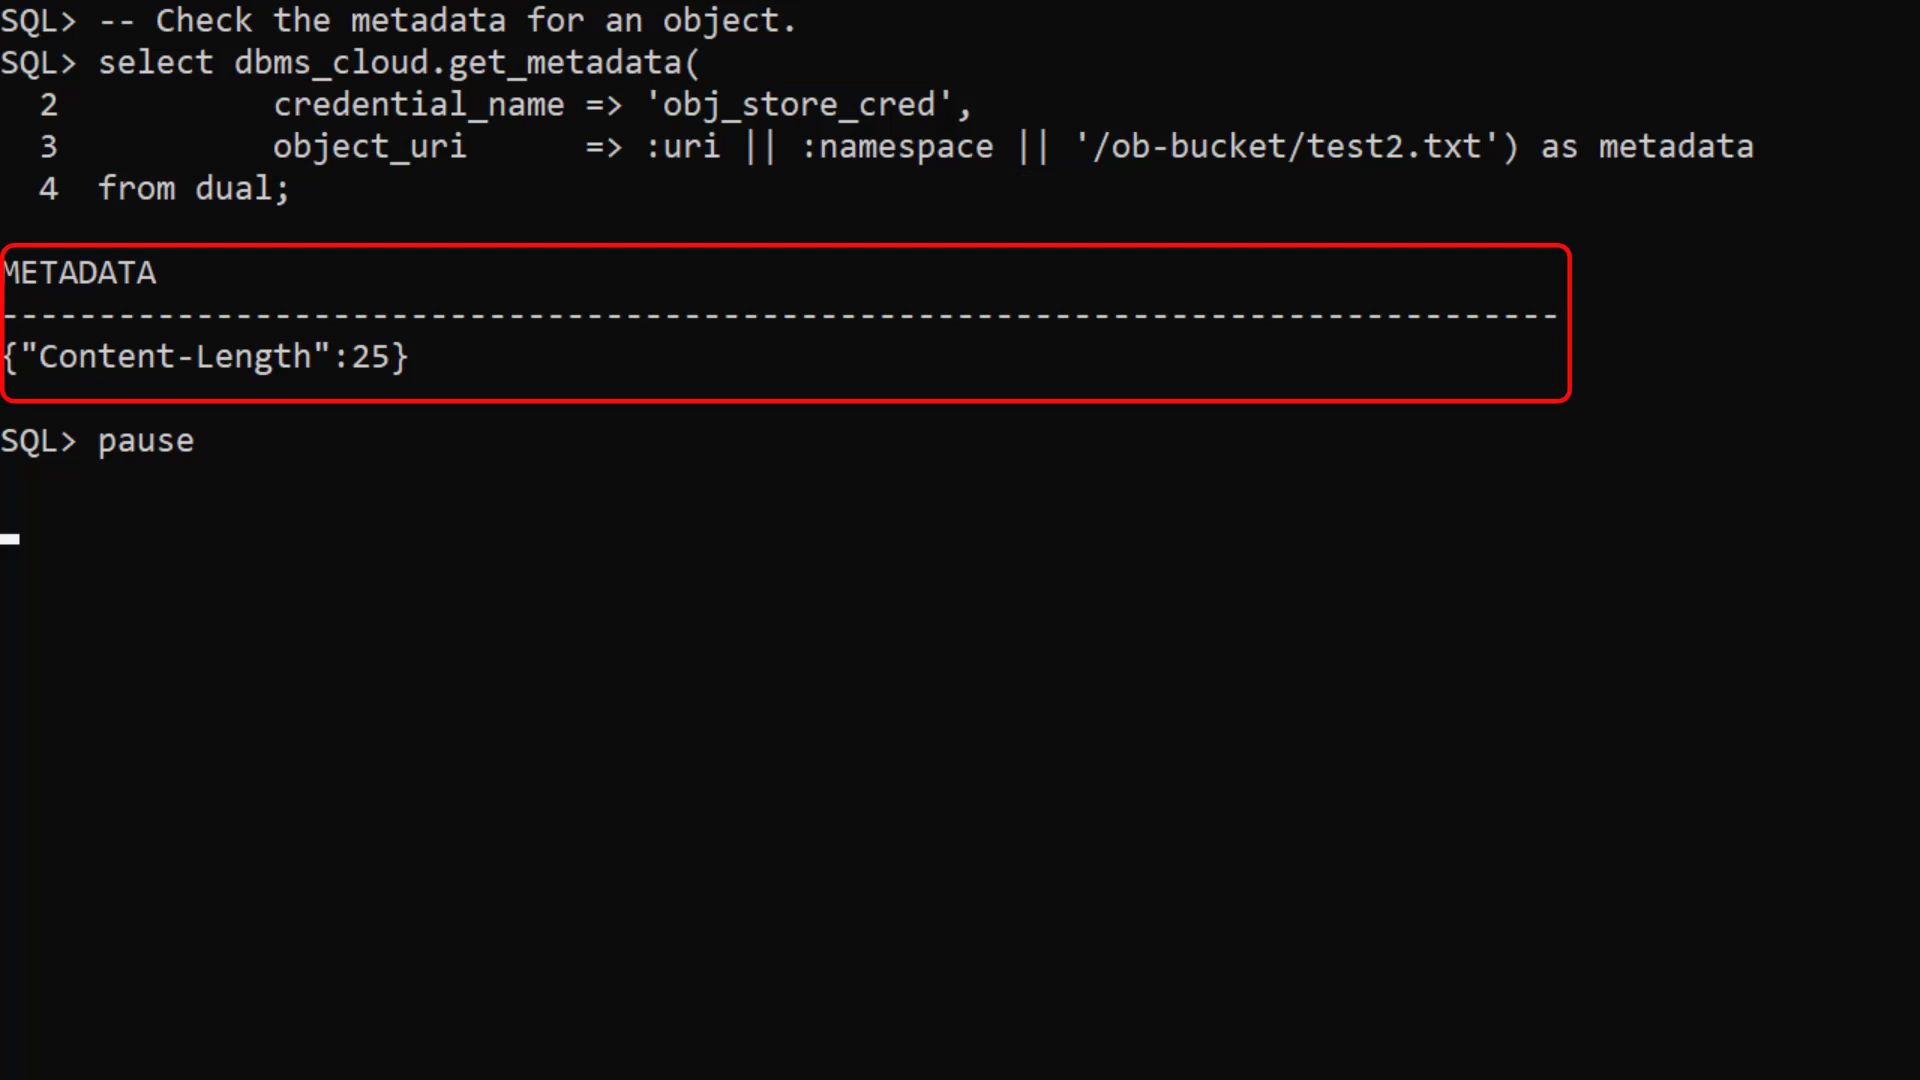 SQL> -- Check the metadata for an object.
SQL> select dbms_cloud.get_metadata(
  2           credential_name => 'obj_store_cred',
  3           object_uri      => :uri || :namespace || '/ob-bucket/test2.txt') as metadata
  4  from dual;
METADATA
--------------------------------------------------------------------------------
{"Content-Length":25}
SQL> pause